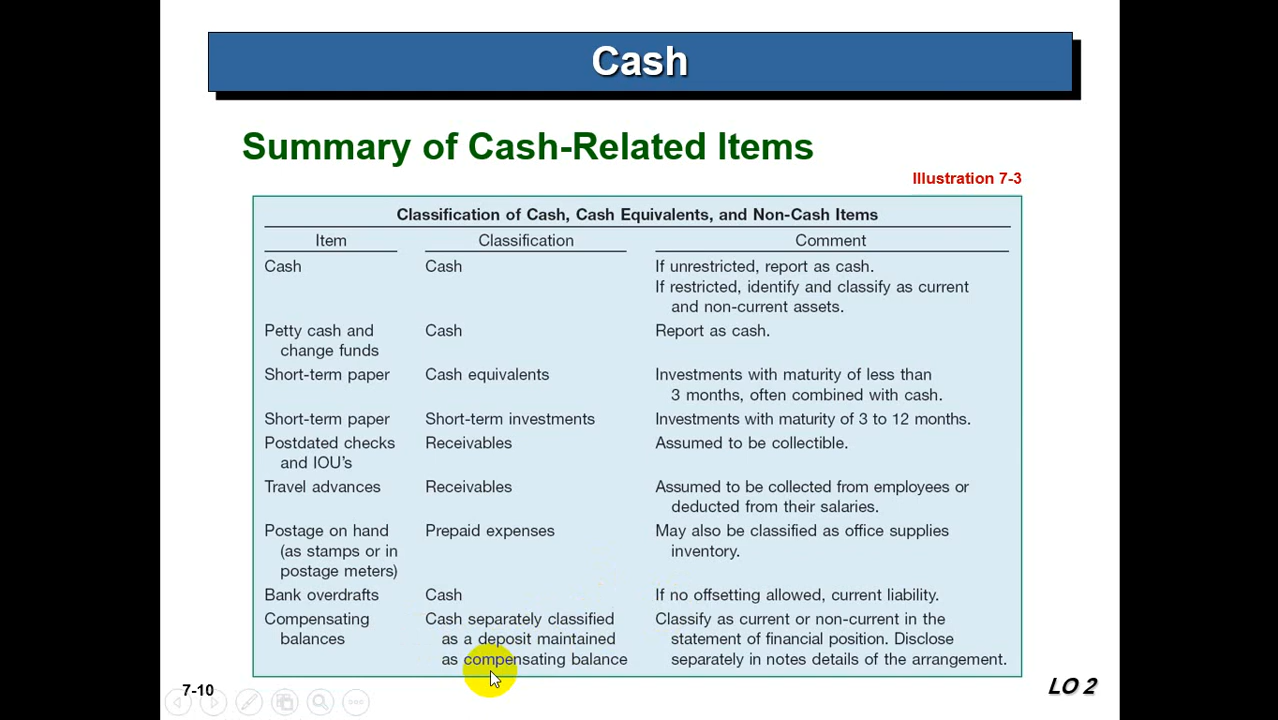 Cash
Summary of Cash-Related Items
Illustration 7-3
Classification of Cash, Cash Equivalents, and Non-Cash Items
Item Classification Comment
Cash Cash If unrestricted, report as cash.
If restricted, identify and classify as current
and non-current assets.
Petty cash and Cash Report as cash.
change funds
Short-term paper Cash equivalents Investments with maturity of less than
3 months, often combined with cash.
Short-term paper Short-term investments Investments with maturity of 3 to 12 months.
Postdated checks Receivables Assumed to be collectible.
and IOU's
Travel advances Receivables Assumed to be collected from employees or
deducted from their salaries.
Postage on hand Prepaid expenses May also be classified as office supplies
(as stamps or in inventory.
postage meters)
Bank overdrafts Cash If no offsetting allowed, current liability.
Compensating Cash separately classified Classify as current or non-current in the
balances as a deposit maintained statement of financial position. Disclose
as compensating balance separately in notes details of the arrangement.
7-10 LO 2